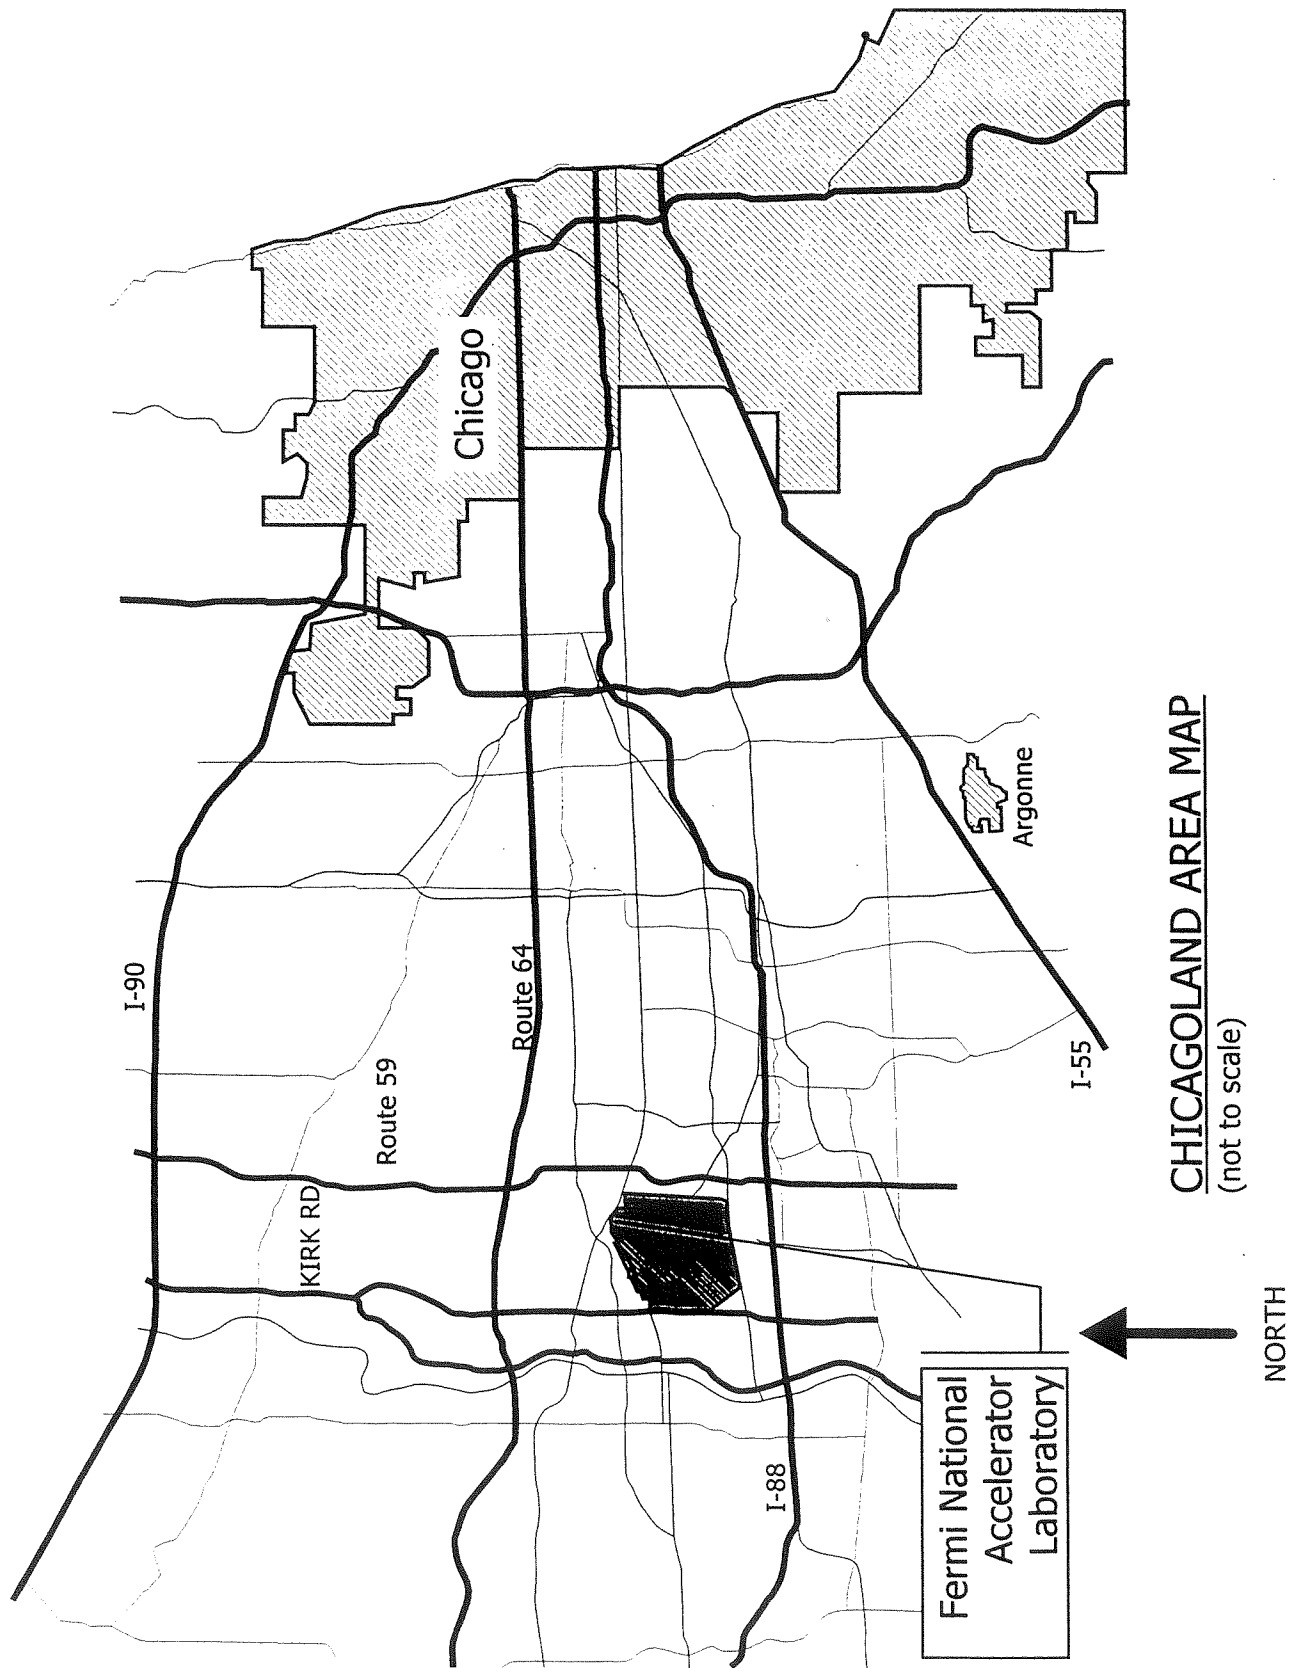 Chicago
I-90
Route 64
Route 59
KIRK RD
Argonne
I-55
I-88
Fermi National
Accelerator
Laboratory
CHICAGOLAND AREA MAP
(not to scale)
NORTH